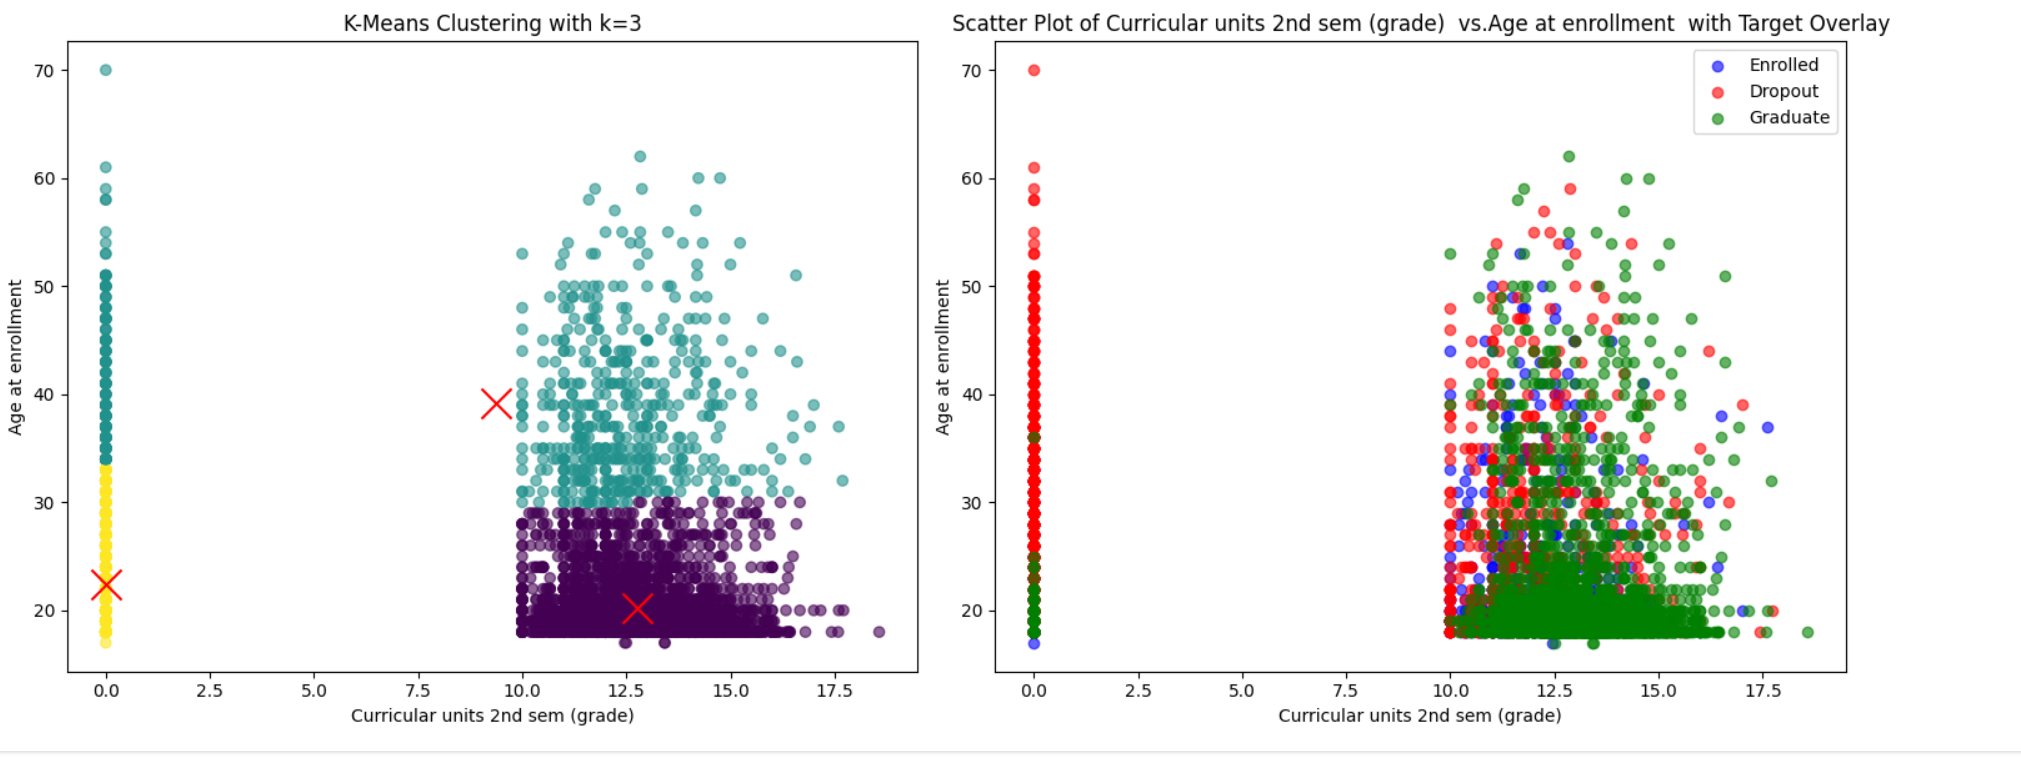 K-Means Clustering with k=3
70
60
50
40
30
20
Age at enrollment
0.0 2.5 5.0 7.5 10.0 12.5 15.0 17.5
Curricular units 2nd sem (grade)
Scatter Plot of Curricular units 2nd sem (grade)  vs.Age at enrollment  with Target Overlay
Enrolled
Dropout
Graduate
70
60
50
40
30
20
Age at enrollment
0.0 2.5 5.0 7.5 10.0 12.5 15.0 17.5
Curricular units 2nd sem (grade)